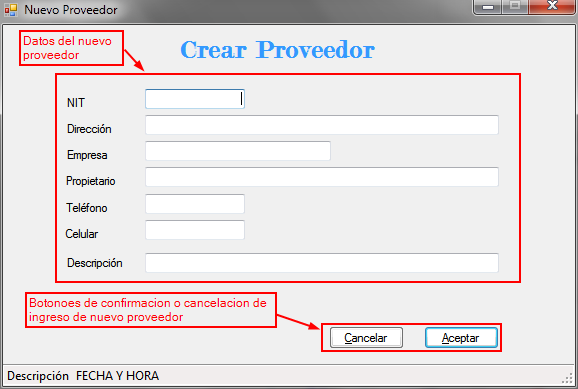 Nuevo Proveedor
Datos del nuevo
proveedor
Crear Proveedor
NIT
Dirección
Empresa
Propietario
Teléfono
Celular
Descripción
Botonoes de confirmacion o cancelacion de
ingreso de nuevo proveedor
Cancelar
Aceptar
Descripción FECHA Y HORA